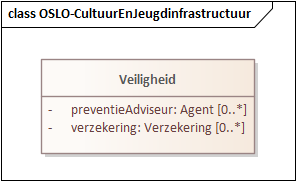 class OSLO-CultuurEnJeugdinfrastructuur
Veiligheid
- preventieAdviseur: Agent [0..*]
- verzekering: Verzekering [0..*]